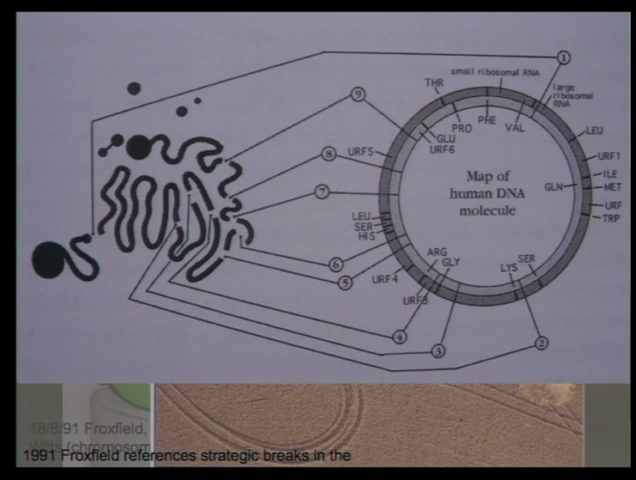 1
THR
small ribosomal RNA
large
ribosomal
RNA
9
PRO
PHE
VAL
LEU
GLU
URF6
8
URF5
URF1
ILE
Map of
human DNA
molecule
GLN
MET
7
URF
TRP
LEU
SER
HIS
6
ARG
GLY
LYS
SER
5
URF4
URF3
4
3
2
18/8/91 Froxfield,
Wilts (chromosom
1991 Froxfield references strategic breaks in the